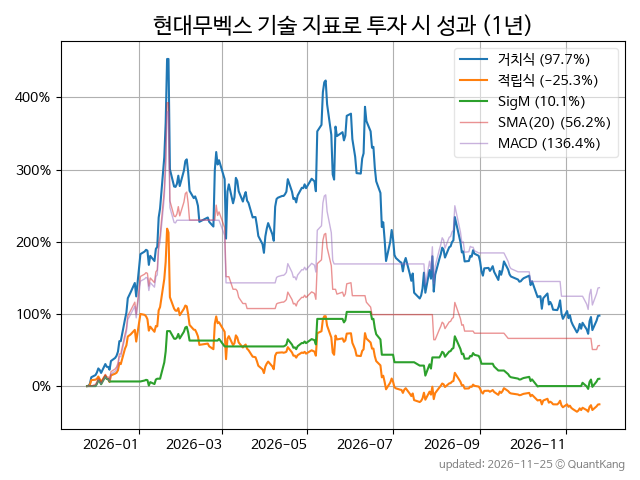 현대무벡스 기술 지표로 투자 시 성과 (1년)
거치식 (97.7%)
적립식 (-25.3%)
SigM (10.1%)
SMA(20) (56.2%)
MACD (136.4%)
400%
300%
200%
100%
0%
2026-01 2026-03 2026-05 2026-07 2026-09 2026-11
updated: 2026-11-25 © QuantKang